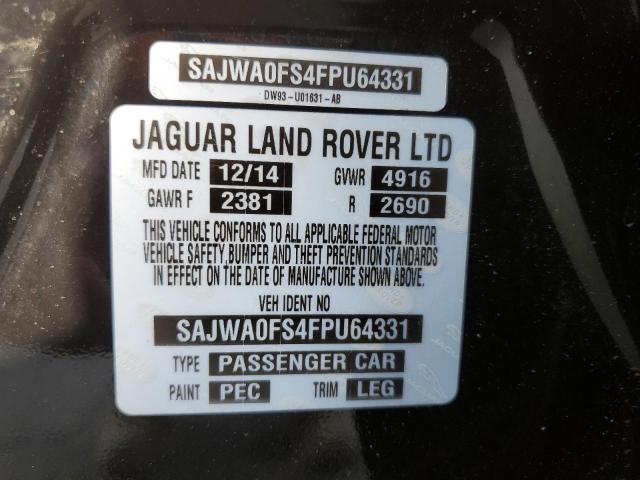 SAJWA0FS4FPU64331
DW93-U01631-AB
JAGUAR LAND ROVER LTD
MFD DATE 12/14 GVWR 4916
GAWR F 2381 R 2690
THIS VEHICLE CONFORMS TO ALL APPLICABLE FEDERAL MOTOR
VEHICLE SAFETY,BUMPER AND THEFT PREVENTION STANDARDS
IN EFFECT ON THE DATE OF MANUFACTURE SHOWN ABOVE.
VEH IDENT NO
SAJWA0FS4FPU64331
TYPE PASSENGER CAR
PAINT PEC TRIM LEG